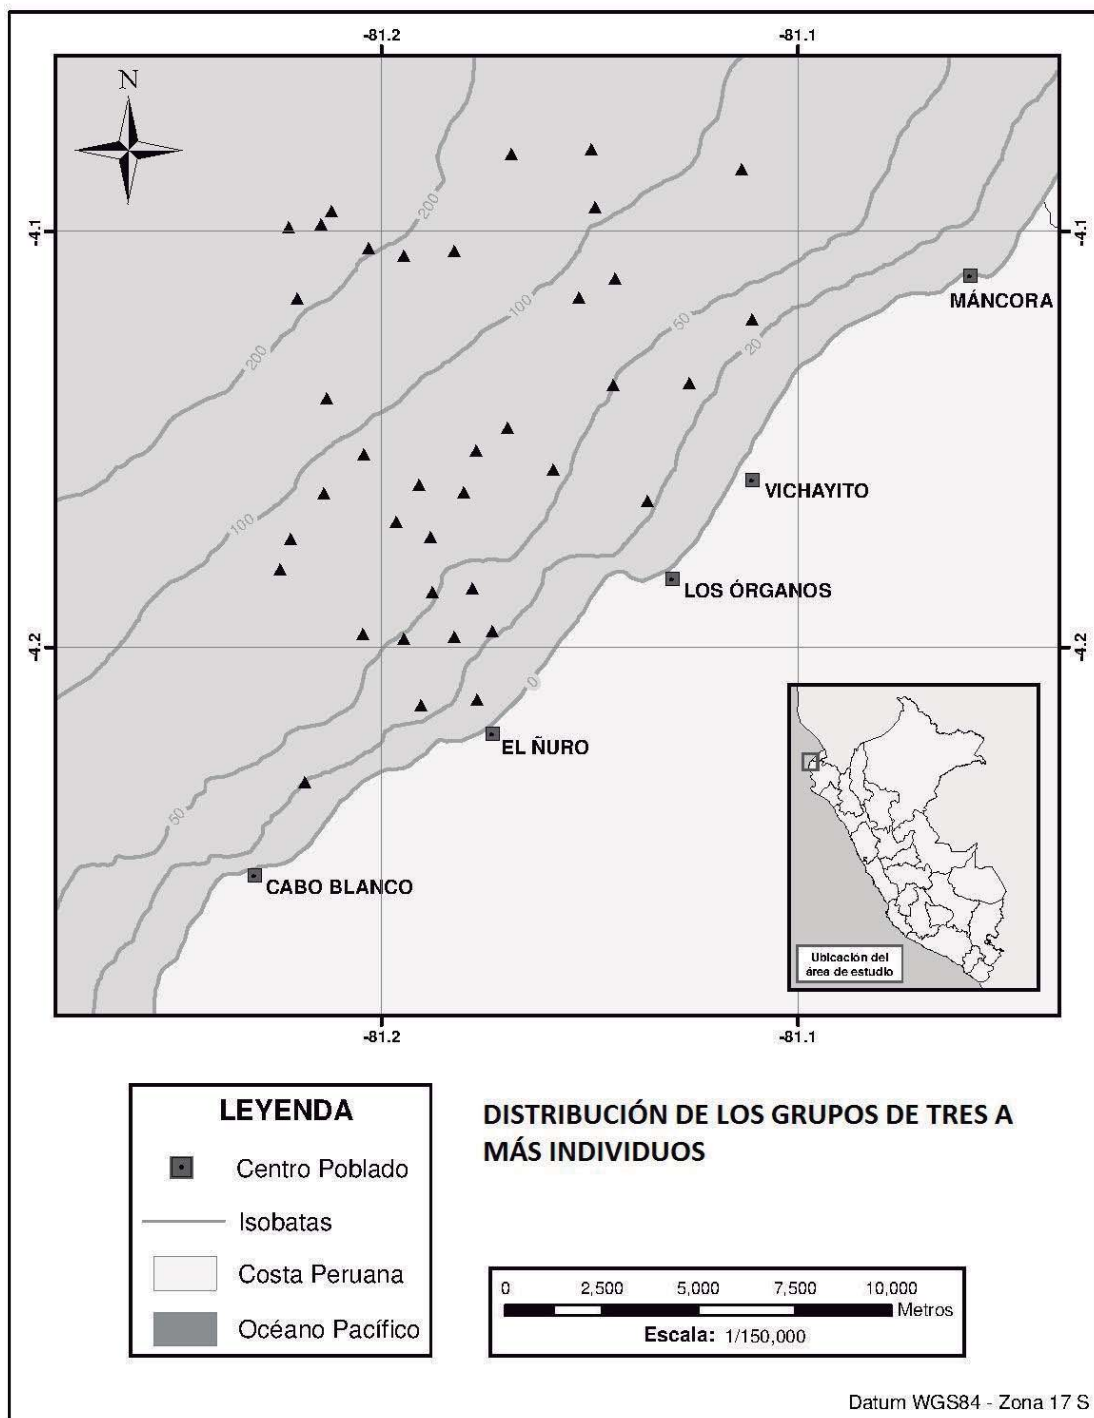 -81.2
-81.1
N
200
-4.1
-4.1
MÁNCORA
100
50
200
20
VICHAYITO
100
LOS ÓRGANOS
-4.2
-4.2
0
EL ÑURO
50
CABO BLANCO
Ubicación del
área de estudio
-81.2
-81.1
LEYENDA
Centro Poblado
Isobatas
Costa Peruana
Océano Pacífico
DISTRIBUCIÓN DE LOS GRUPOS DE TRES A
MÁS INDIVIDUOS
0 2,500 5,000 7,500 10,000
Metros
Escala: 1/150,000
Datum WGS84 - Zona 17 S